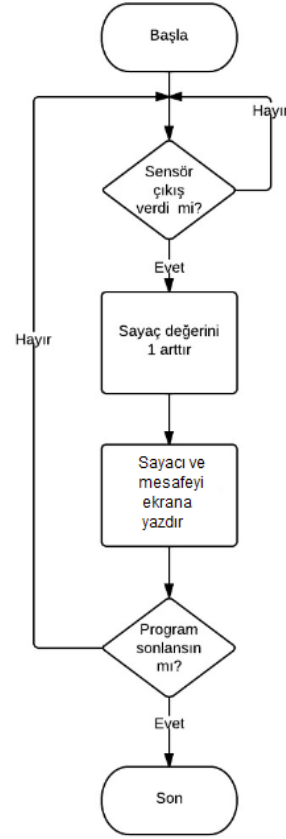 Başla
Hayır
Sensör
çıkış
verdi mi?
Evet
Sayaç değerini
1 arttır
Hayır
Sayacı ve
mesafeyi
ekrana
yazdır
Program
sonlansın
mı?
Evet
Son